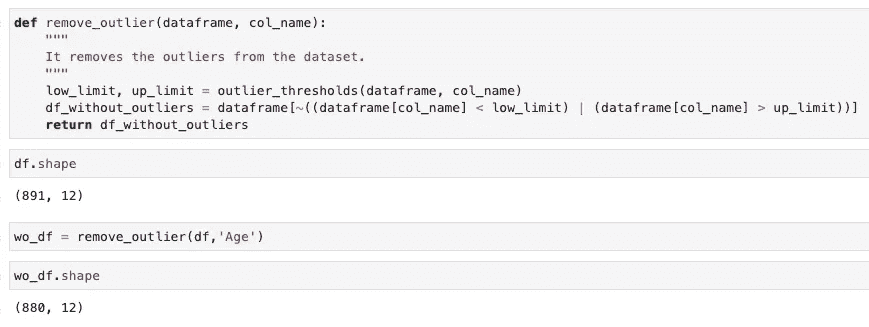 def remove_outlier(dataframe, col_name):
    """
    It removes the outliers from the dataset.
    """
    low_limit, up_limit = outlier_thresholds(dataframe, col_name)
    df_without_outliers = dataframe[~((dataframe[col_name] < low_limit) | (dataframe[col_name] > up_limit))]
    return df_without_outliers
df.shape
(891, 12)
wo_df = remove_outlier(df,'Age')
wo_df.shape
(880, 12)